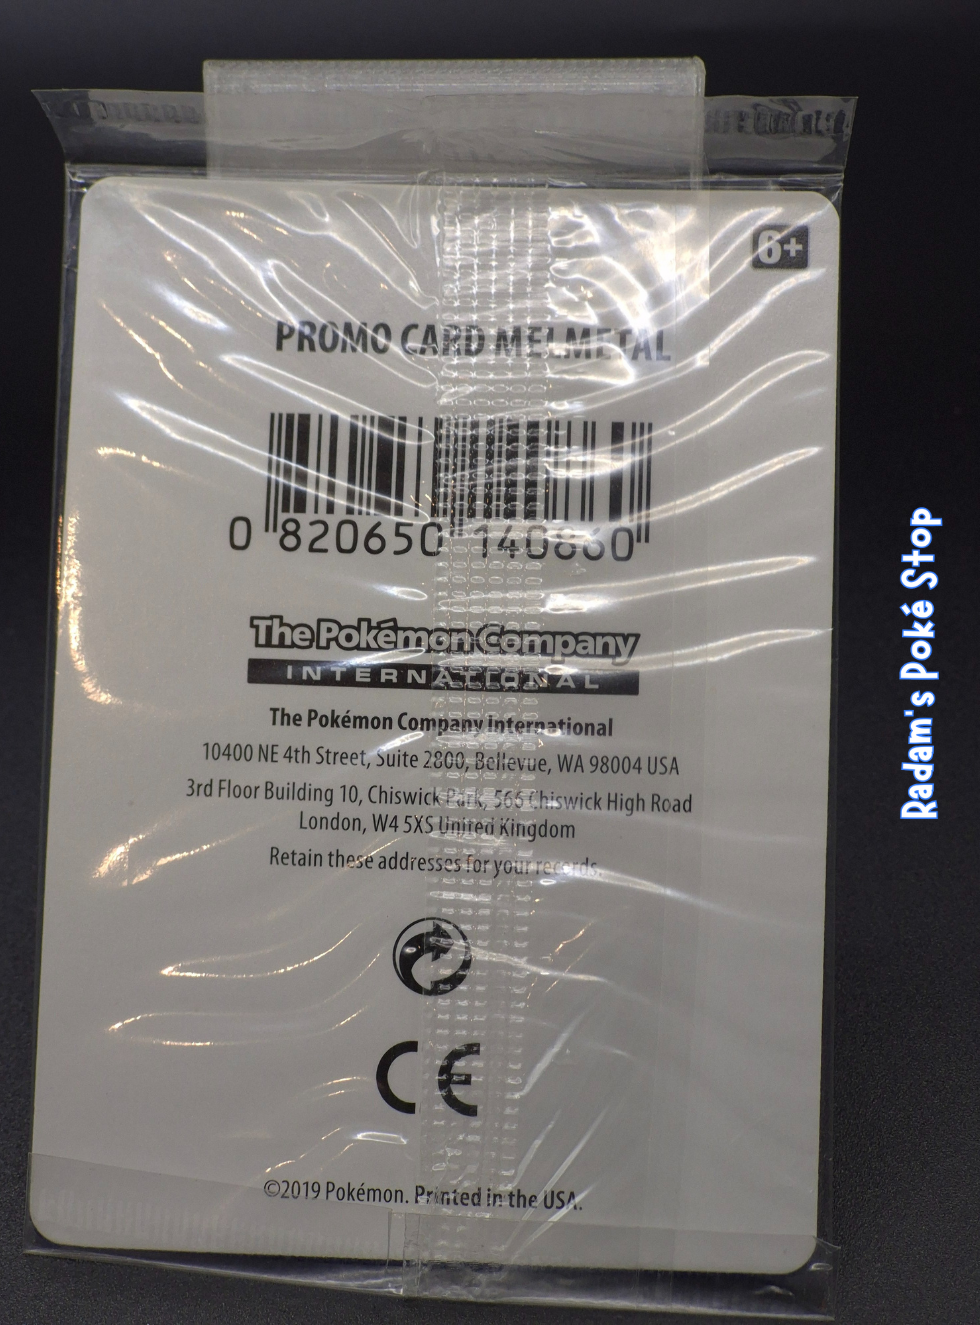 6+
PROMO CARD MELMETAL
0 820650 140860
The Pokémon Company
INTERNATIONAL
The Pokémon Company International
10400 NE 4th Street, Suite 2800, Bellevue, WA 98004 USA
3rd Floor Building 10, Chiswick Park, 566 Chiswick High Road
London, W4 5XS United Kingdom
Retain these addresses for your records.
CE
©2019 Pokémon. Printed in the USA.
Radam's Poké Stop